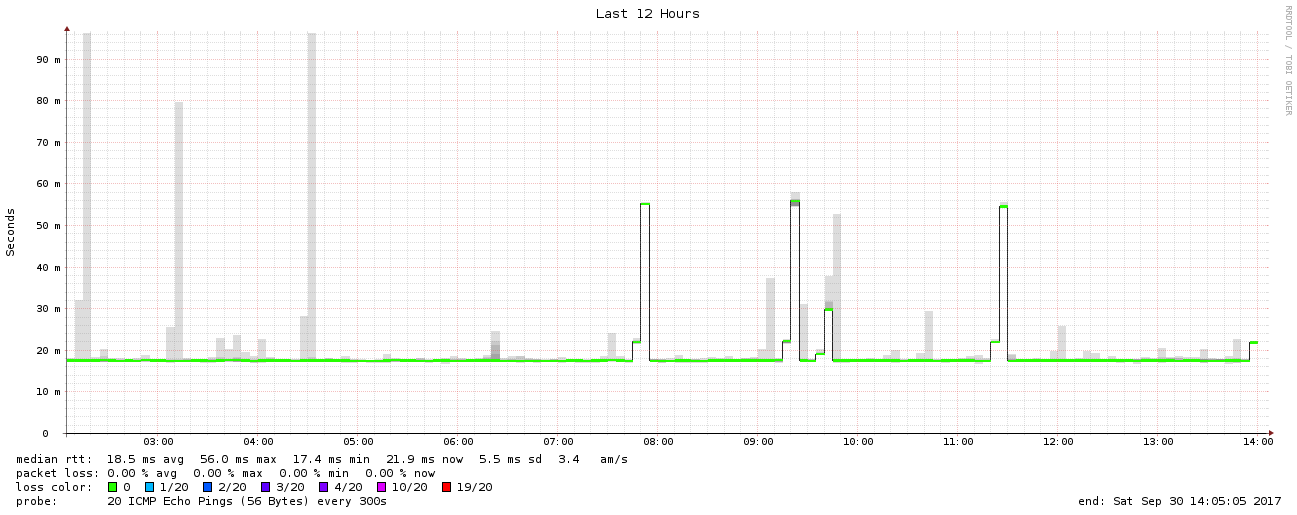 Last 12 Hours
RRDTOOL / TOBI OETIKER
Seconds
90 m
80 m
70 m
60 m
50 m
40 m
30 m
20 m
10 m
0
03:00 04:00 05:00 06:00 07:00 08:00 09:00 10:00 11:00 12:00 13:00 14:00
median rtt: 18.5 ms avg 56.0 ms max 17.4 ms min 21.9 ms now 5.5 ms sd 3.4 am/s
packet loss: 0.00 % avg 0.00 % max 0.00 % min 0.00 % now
loss color: 0 1/20 2/20 3/20 4/20 10/20 19/20
probe: 20 ICMP Echo Pings (56 Bytes) every 300s end: Sat Sep 30 14:05:05 2017